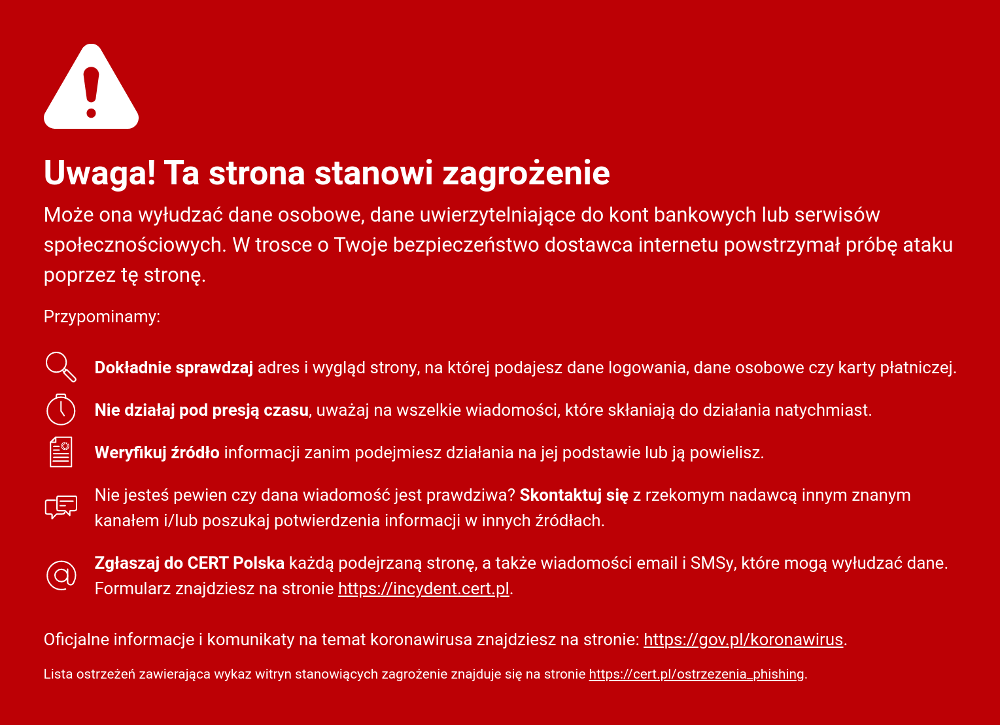 Uwaga! Ta strona stanowi zagrożenie
Może ona wyłudzać dane osobowe, dane uwierzytelniające do kont bankowych lub serwisów
społecznościowych. W trosce o Twoje bezpieczeństwo dostawca internetu powstrzymał próbę ataku
poprzez tę stronę.
Przypominamy:
Dokładnie sprawdzaj adres i wygląd strony, na której podajesz dane logowania, dane osobowe czy karty płatniczej.
Nie działaj pod presją czasu, uważaj na wszelkie wiadomości, które skłaniają do działania natychmiast.
Weryfikuj źródło informacji zanim podejmiesz działania na jej podstawie lub ją powielisz.
Nie jesteś pewien czy dana wiadomość jest prawdziwa? Skontaktuj się z rzekomym nadawcą innym znanym
kanałem i/lub poszukaj potwierdzenia informacji w innych źródłach.
Zgłaszaj do CERT Polska każdą podejrzaną stronę, a także wiadomości email i SMSy, które mogą wyłudzać dane.
Formularz znajdziesz na stronie https://incydent.cert.pl.
Oficjalne informacje i komunikaty na temat koronawirusa znajdziesz na stronie: https://gov.pl/koronawirus.
Lista ostrzeżeń zawierająca wykaz witryn stanowiących zagrożenie znajduje się na stronie https://cert.pl/ostrzezenia_phishing.